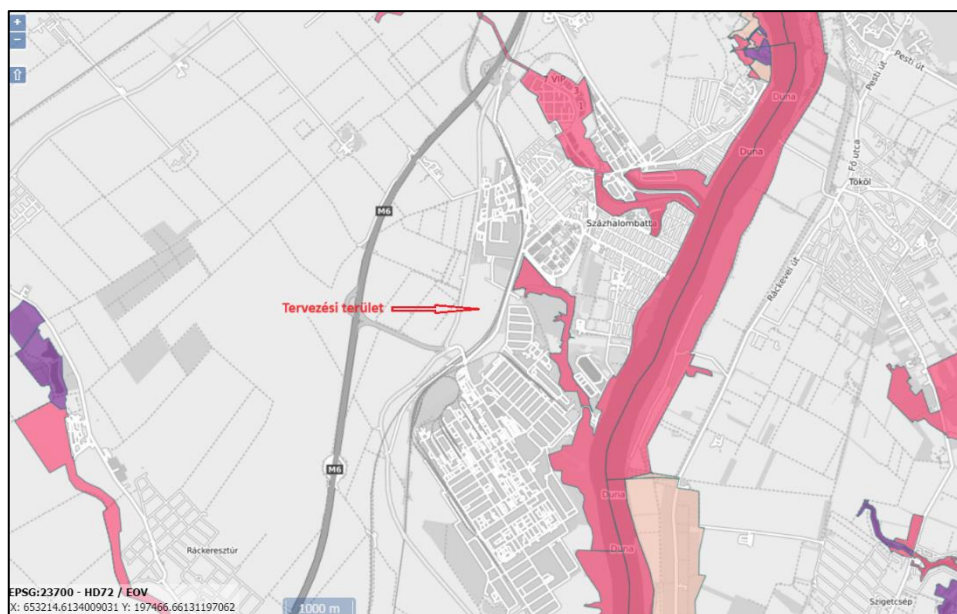 +
−
⇧
Pesti út
Pesti út
Duna
T VIP
Duna
Fő utca
Tököl
M6
Százhalombatta
Ráckevei út
Tervezési terület
M6
Duna
Duna
Ráckeresztúr
Szigetcsép
EPSG:23700 - HD72 / EOV
X: 653214.6134009031 Y: 197466.66131197062
1000 m